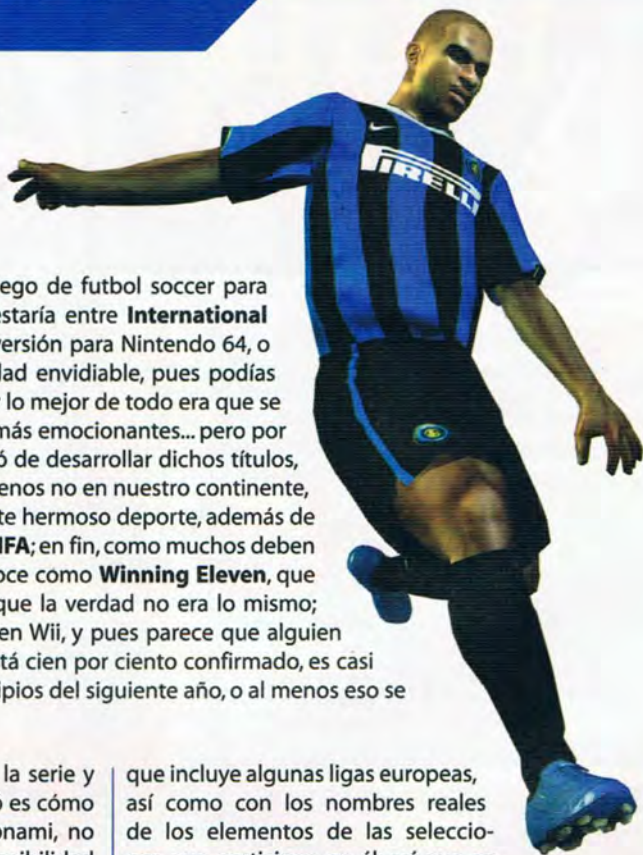 PIRELLI
ego de futbol soccer para
estaría entre International
versión para Nintendo 64, o
dad envidiable, pues podías
lo mejor de todo era que se
más emocionantes... pero por
ó de desarrollar dichos títulos,
enos no en nuestro continente,
te hermoso deporte, además de
IFA; en fin, como muchos deben
oce como Winning Eleven, que
que la verdad no era lo mismo;
en Wii, y pues parece que alguien
tá cien por ciento confirmado, es casi
ipios del siguiente año, o al menos eso se
la serie y
o es cómo
onami, no
sibilidad
que incluye algunas ligas europeas,
así como con los nombres reales
de los elementos de las seleccio-